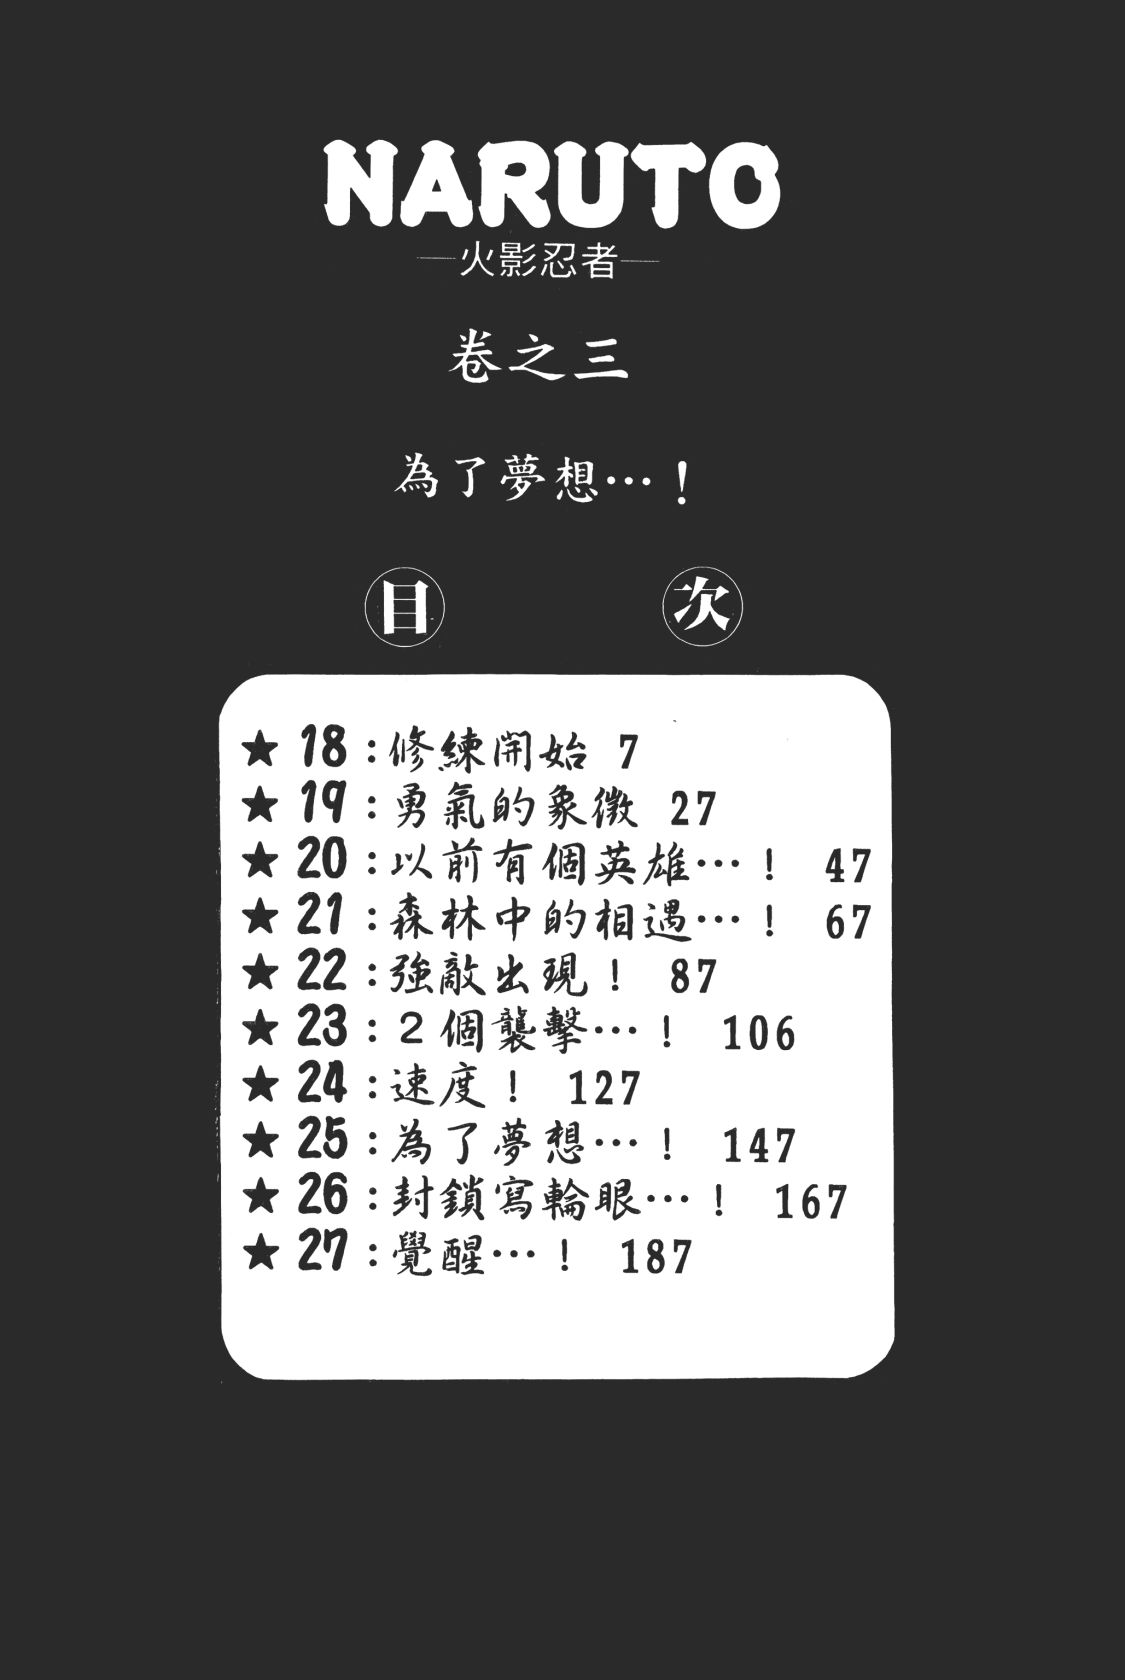 NARUTO
—火影忍者—
卷之三
為了夢想…！
目 次
★ 18：修練開始 7
★ 19：勇氣的象徵 27
★ 20：以前有個英雄…！ 47
★ 21：森林中的相遇…！ 67
★ 22：強敵出現！ 87
★ 23：2個襲擊…！ 106
★ 24：速度！ 127
★ 25：為了夢想…！ 147
★ 26：封鎖寫輪眼…！ 167
★ 27：覺醒…！ 187